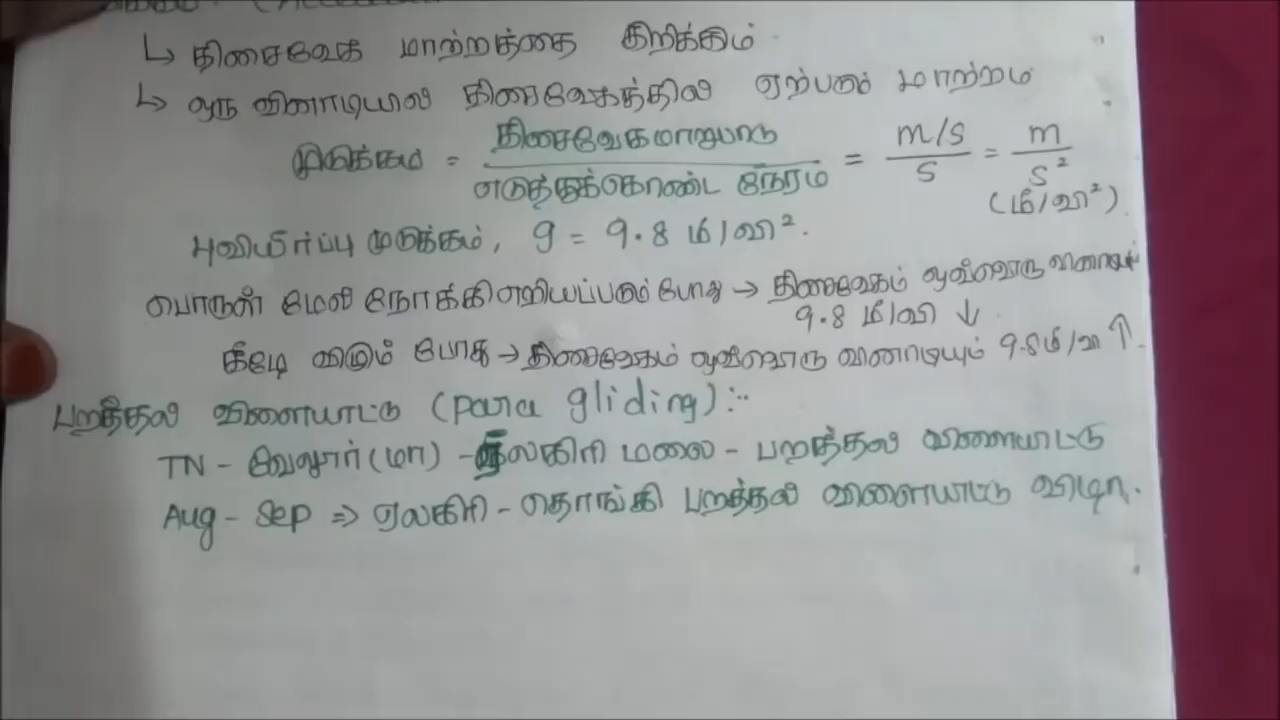 ↳ திசைவேக மாற்றத்தை குறிக்கும்
↳ ஒரு வினாடியில் திசைவேகத்தில் ஏற்படும் மாற்றம்
முடுக்கம் = திசைவேகமாறுபாடு / எடுத்துக்கொண்ட நேரம் = m/s / s = m / s²
(மீ/வி²)
புவியீர்ப்பு முடுக்கம், g = 9.8 மீ/வி².
பொருள் மேல் நோக்கி எறியப்படும் போது → திசைவேகம் ஒவ்வொரு
9.8 மீ/வி ↓
கீழே விழும் போது → திசைவேகம் ஒவ்வொரு வினாடியும் 9.8மீ/வி ↑.
பறத்தல் விளையாட்டு (para gliding):-
TN - வேலூர் (மா) - மலை - பறத்தல் விளையாட்டு
Aug - Sep ⇒ ஏலகிரி - தொங்கி பறத்தல் விளையாட்டு விழா.